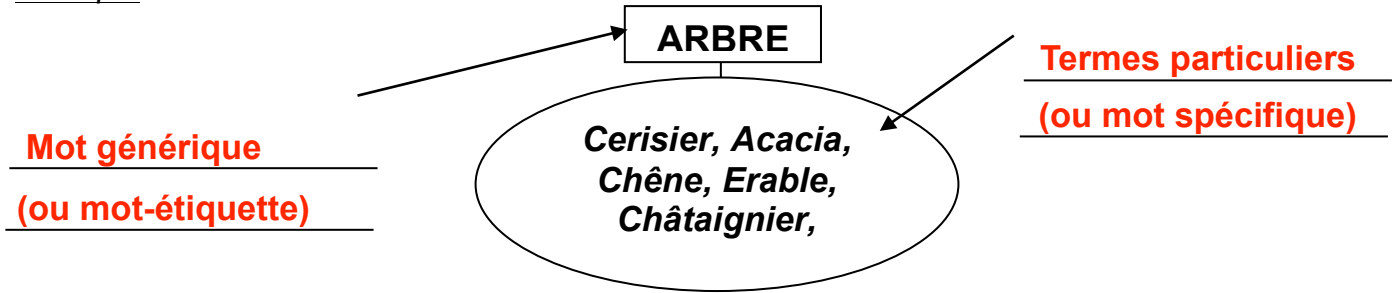 ARBRE
Termes particuliers
(ou mot spécifique)
Cerisier, Acacia,
Chêne, Erable,
Châtaignier,
Mot générique
(ou mot-étiquette)